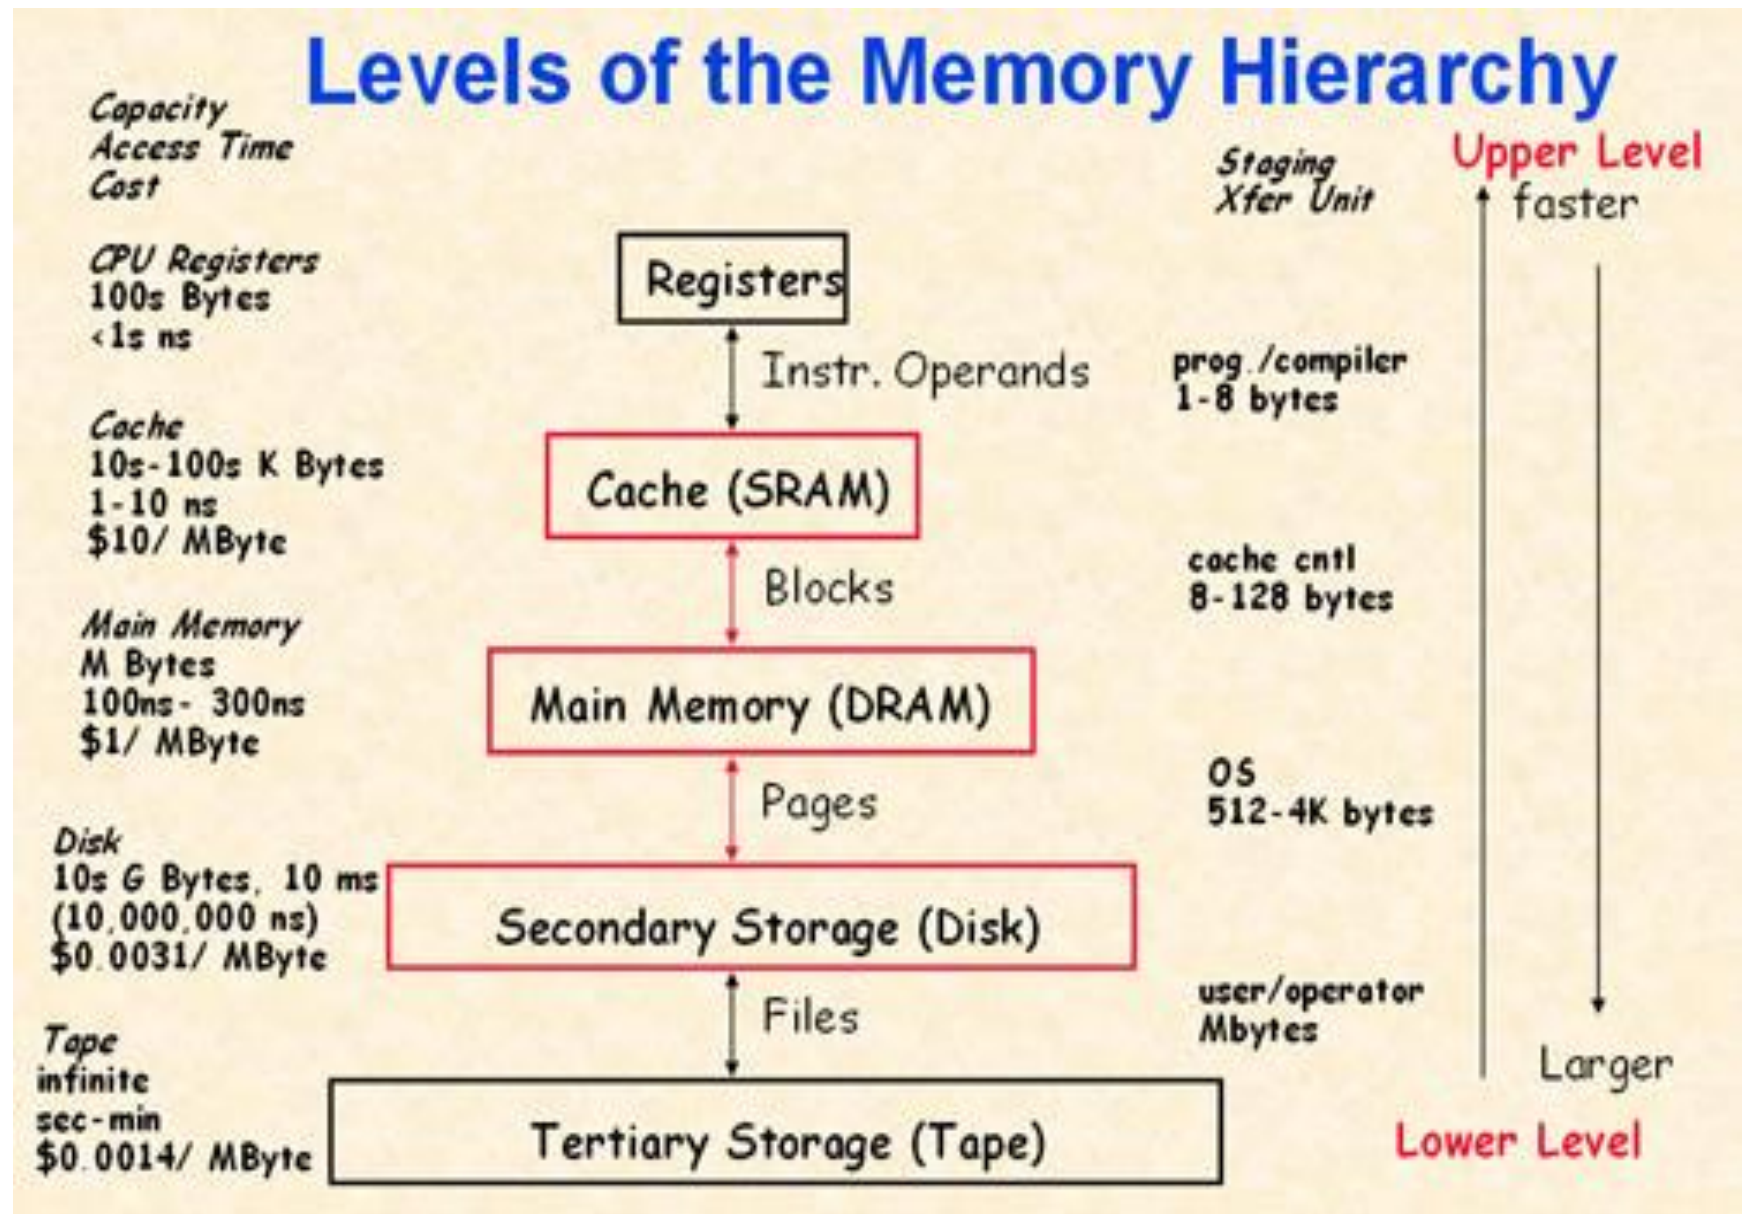 Levels of the Memory Hierarchy
Capacity
Access Time
Cost
Staging
Xfer Unit
Upper Level
faster
CPU Registers
100s Bytes
<1s ns
Registers
Instr. Operands
prog./compiler
1-8 bytes
Cache
10s-100s K Bytes
1-10 ns
$10/ MByte
Cache (SRAM)
Blocks
cache cntl
8-128 bytes
Main Memory
M Bytes
100ns- 300ns
$1/ MByte
Main Memory (DRAM)
Pages
OS
512-4K bytes
Disk
10s G Bytes, 10 ms
(10,000,000 ns)
$0.0031/ MByte
Secondary Storage (Disk)
Files
user/operator
Mbytes
Tape
infinite
sec-min
$0.0014/ MByte
Tertiary Storage (Tape)
Larger
Lower Level